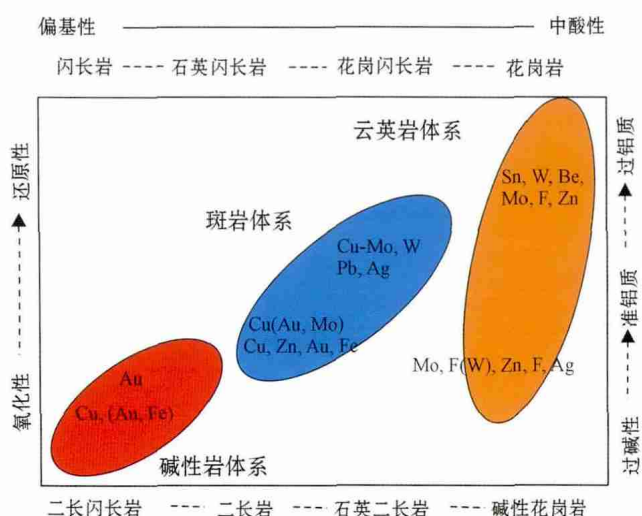 偏基性 中酸性
闪长岩 ---- 石英闪长岩 ---- 花岗闪长岩 ---- 花岗岩
云英岩体系
Sn, W, Be,
Mo, F, Zn
斑岩体系
Cu-Mo, W
Pb, Ag
Cu(Au, Mo)
Cu, Zn, Au, Fe
Mo, F(W), Zn, F, Ag
Au
Cu, (Au, Fe)
碱性岩体系
还原性
氧化性
过铝质
准铝质
过碱性
二长闪长岩 ---- 二长岩 ---- 石英二长岩 ---- 碱性花岗岩